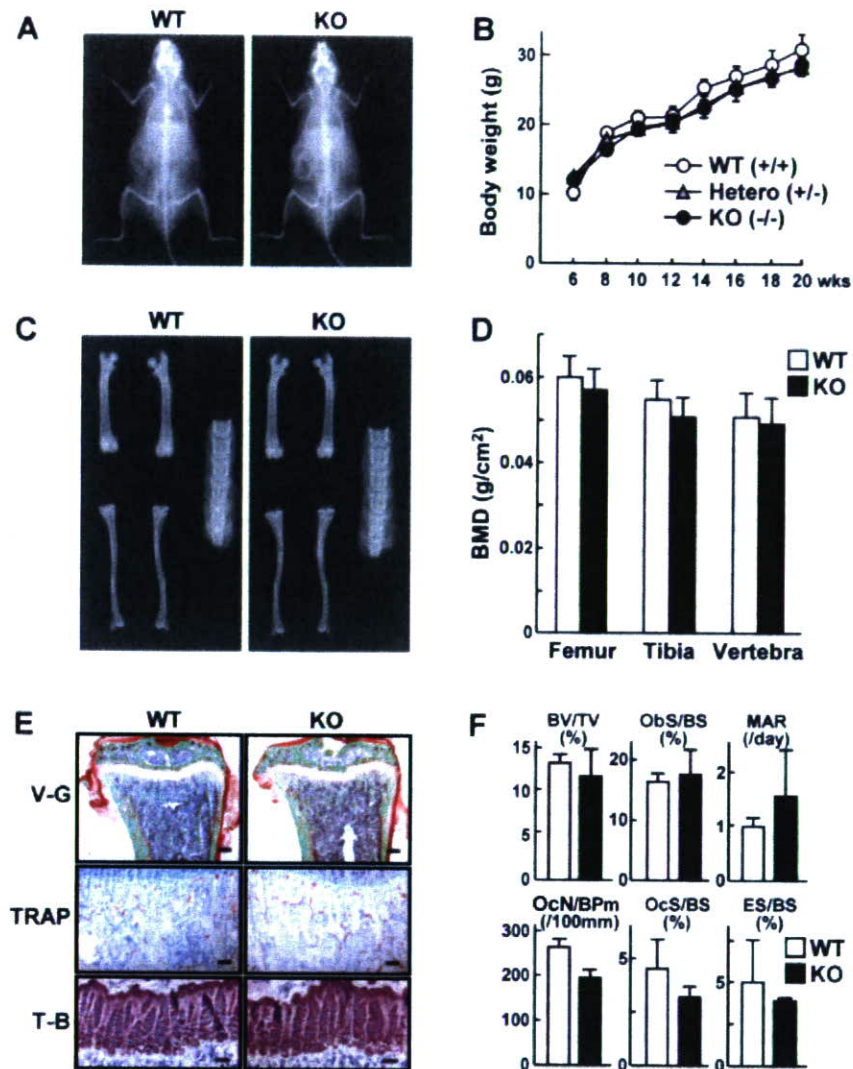 A
WT
KO
B
Body weight (g)
30
20
10
0
WT (+/+)
Hetero (+/-)
KO (-/-)
6 8 10 12 14 16 18 20 wks
C
WT
KO
D
BMD (g/cm²)
0.06
0.04
0.02
0
WT
KO
Femur Tibia Vertebra
E
WT
KO
V-G
TRAP
T-B
F
BV/TV
(%)
15
10
5
0
ObS/BS
(%)
20
10
0
MAR
(/day)
2
1
0
OcN/BPm
(/100mm)
300
200
100
0
OcS/BS
(%)
5
0
ES/BS
(%)
5
0
WT
KO